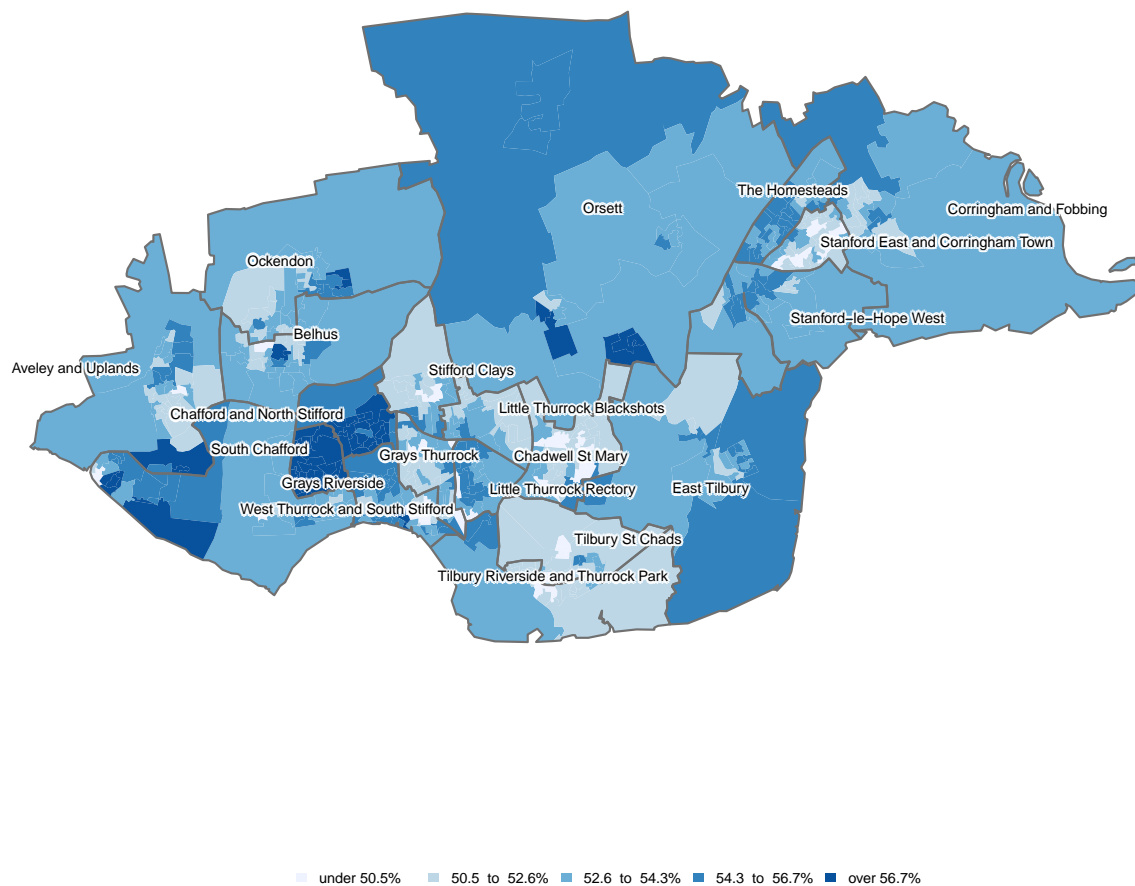 The Homesteads
Orsett
Corringham and Fobbing
Stanford East and Corringham Town
Ockendon
Stanford-le-Hope West
Belhus
Aveley and Uplands
Stifford Clays
Little Thurrock Blackshots
Chafford and North Stifford
South Chafford
Grays Thurrock
Chadwell St Mary
Grays Riverside
Little Thurrock Rectory
East Tilbury
West Thurrock and South Stifford
Tilbury St Chads
Tilbury Riverside and Thurrock Park
under 50.5% 50.5 to 52.6% 52.6 to 54.3% 54.3 to 56.7% over 56.7%